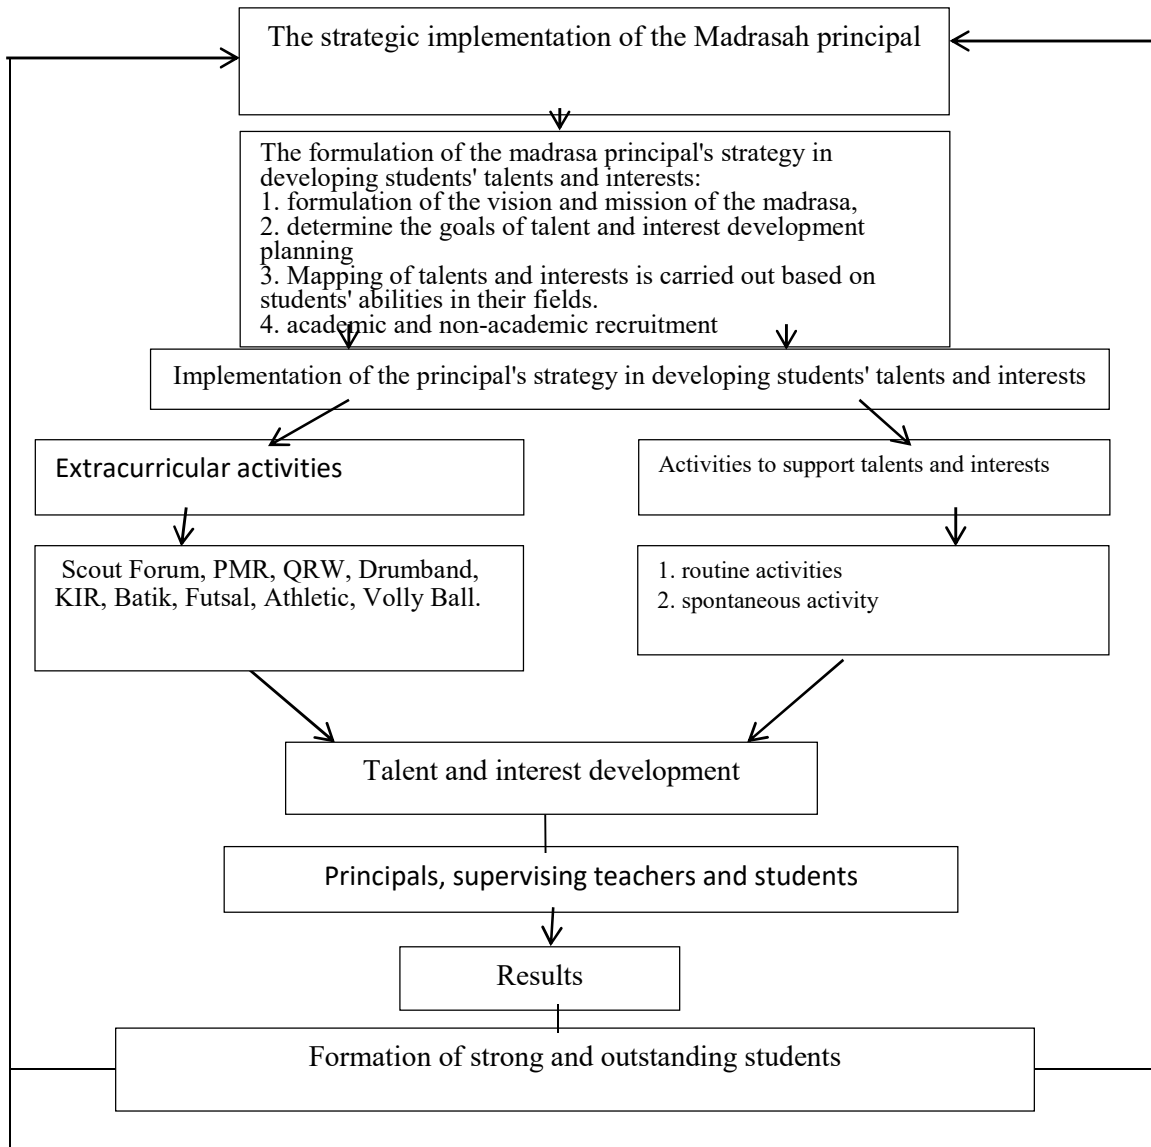 The strategic implementation of the Madrasah principal
The formulation of the madrasa principal's strategy in
developing students' talents and interests:
1. formulation of the vision and mission of the madrasa,
2. determine the goals of talent and interest development
planning
3. Mapping of talents and interests is carried out based on
students' abilities in their fields.
4. academic and non-academic recruitment
Implementation of the principal's strategy in developing students' talents and interests
Extracurricular activities
Activities to support talents and interests
Scout Forum, PMR, QRW, Drumband,
KIR, Batik, Futsal, Athletic, Volly Ball.
1. routine activities
2. spontaneous activity
Talent and interest development
Principals, supervising teachers and students
Results
Formation of strong and outstanding students